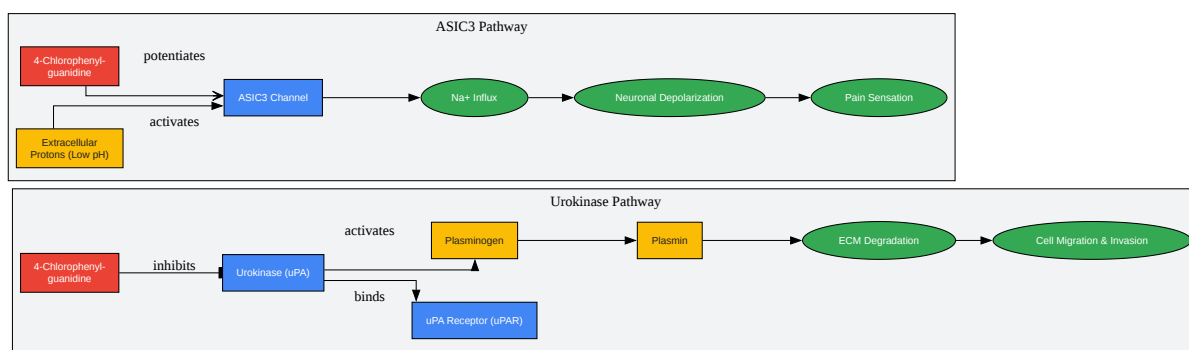 ASIC3 Pathway
4-Chlorophenyl-
guanidine
potentiates
ASIC3 Channel
Na+ Influx
Neuronal Depolarization
Pain Sensation
activates
Extracellular
Protons (Low pH)
Urokinase Pathway
activates
Plasminogen
Plasmin
ECM Degradation
Cell Migration & Invasion
4-Chlorophenyl-
guanidine
inhibits
Urokinase (uPA)
binds
uPA Receptor (uPAR)